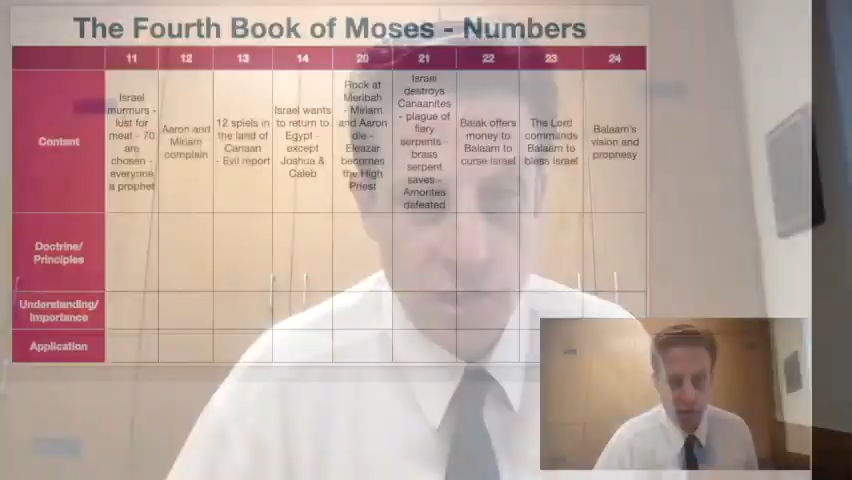 The Fourth Book of Moses - Numbers
11 12 13 14 20 21 22 23 24
Content
Israel
murmurs -
lust for
meat - 70
are
chosen -
everyone
a prophet
Aaron and
Miriam
complain
12 spiels in
the land of
Canaan
- Evil report
Israel wants
to return to
Egypt -
except
Joshua &
Caleb
Rock at
Meribah
- Miriam
and Aaron
die -
Eleazar
becomes
the High
Priest
Israel
destroys
Canaanites
- plague of
fiery
serpents -
brass
serpent
saves -
Amorites
defeated
Balak offers
money to
Balaam to
curse Israel
The Lord
commands
Balaam to
bless Israel
Balaam's
vision and
prophesy
Doctrine/
Principles
Understanding/
Importance
Application